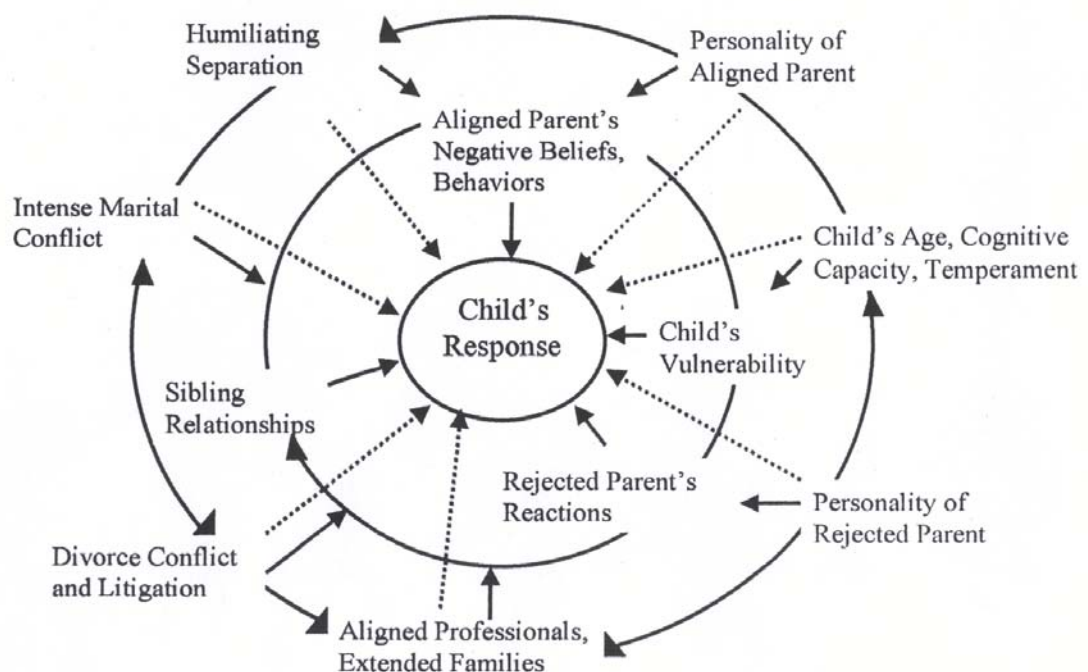 Humiliating
Separation
Personality of
Aligned Parent
Aligned Parent's
Negative Beliefs,
Behaviors
Intense Marital
Conflict
Child's Age, Cognitive
Capacity, Temperament
Child's
Response
Child's
Vulnerability
Sibling
Relationships
Rejected Parent's
Reactions
Personality of
Rejected Parent
Divorce Conflict
and Litigation
Aligned Professionals,
Extended Families